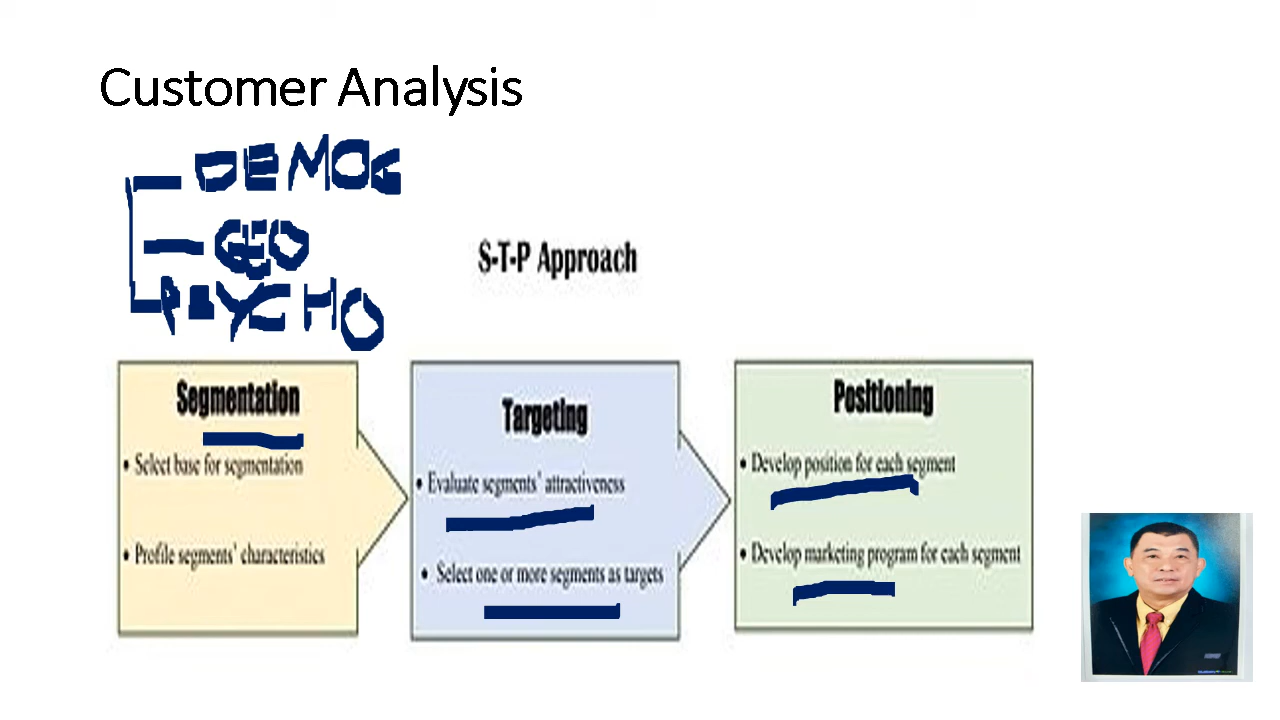 Customer Analysis
DEMOG
GEO
PSYCHO
S-T-P Approach
Segmentation
• Select base for segmentation
• Profile segments' characteristics
Targeting
• Evaluate segments' attractiveness
• Select one or more segments as targets
Positioning
• Develop position for each segment
• Develop marketing program for each segment